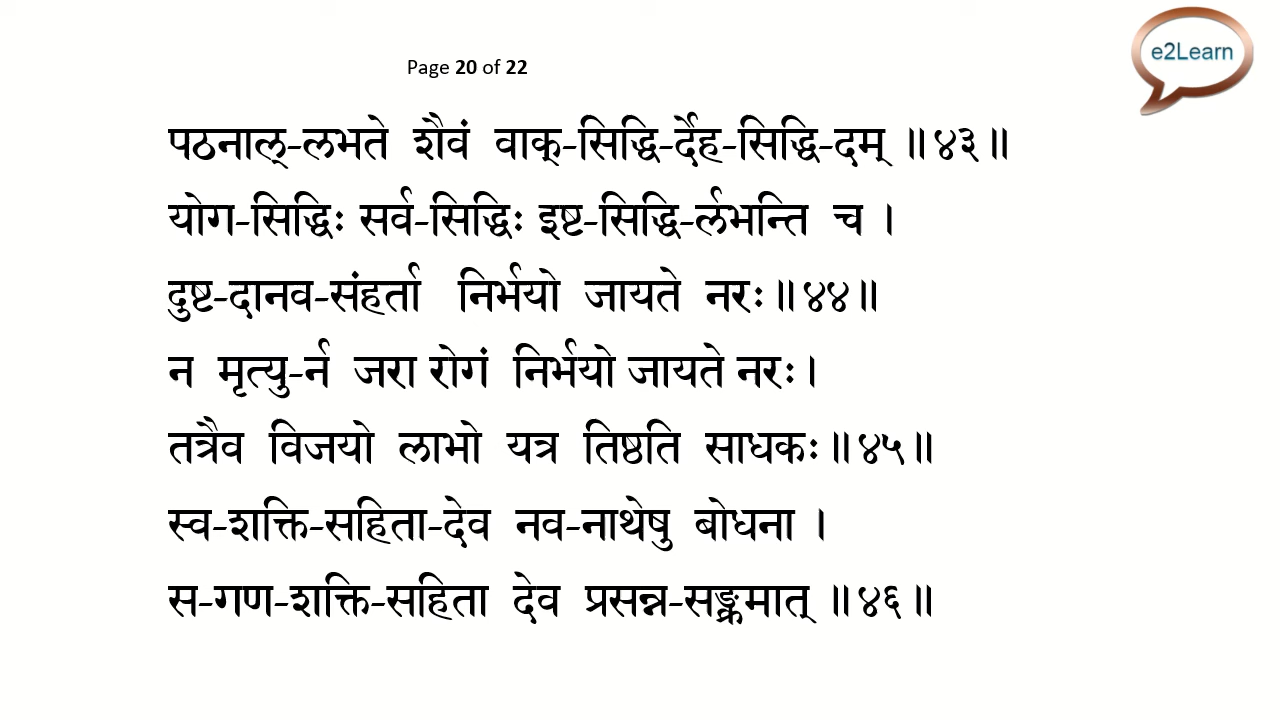 Page 20 of 22
e2Learn
पठनाल्-लभते शैवं वाक्-सिद्धि-र्देह-सिद्धि-दम् ॥४३॥
योग-सिद्धिः सर्व-सिद्धिः इष्ट-सिद्धि-र्लभन्ति च ।
दुष्ट-दानव-संहर्ता निर्भयो जायते नरः॥४४॥
न मृत्यु-र्न जरा रोगं निर्भयो जायते नरः।
तत्रैव विजयो लाभो यत्र तिष्ठति साधकः॥४५॥
स्व-शक्ति-सहिता-देव नव-नाथेषु बोधना ।
स-गण-शक्ति-सहिता देव प्रसन्न-सङ्क्रमात् ॥४६॥